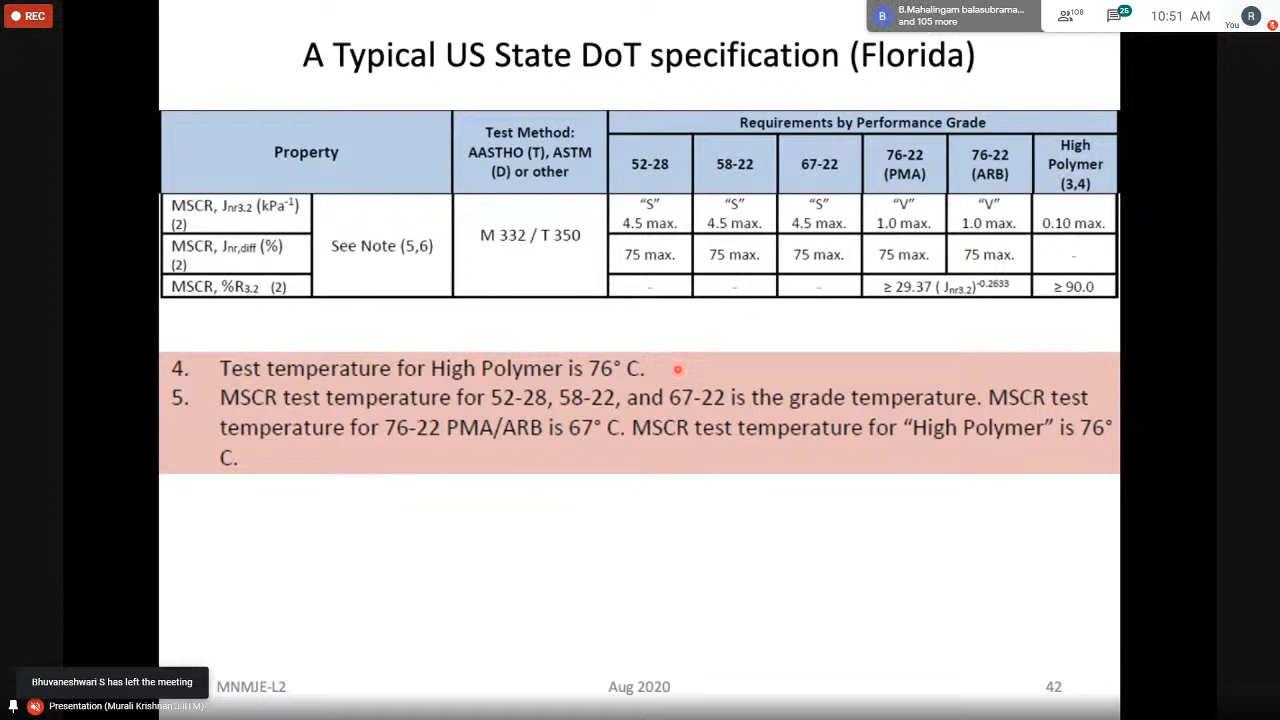 REC
B
B.Mahalingam balasubrama...
and 105 more
108
25
10:51 AM
R
You
A Typical US State DoT specification (Florida)
Property
Test Method:
AASTHO (T), ASTM
(D) or other
Requirements by Performance Grade
52-28
58-22
67-22
76-22
(PMA)
76-22
(ARB)
High
Polymer
(3,4)
MSCR, Jnr3.2 (kPa-1)
(2)
See Note (5,6)
M 332 / T 350
"S"
4.5 max.
"S"
4.5 max.
"S"
4.5 max.
"V"
1.0 max.
"V"
1.0 max.
0.10 max.
MSCR, Jnr,diff (%)
(2)
75 max.
75 max.
75 max.
75 max.
75 max.
-
MSCR, %R3.2 (2)
-
-
-
≥ 29.37 ( Jnr3.2)-0.2633
≥ 90.0
4. Test temperature for High Polymer is 76° C.
5. MSCR test temperature for 52-28, 58-22, and 67-22 is the grade temperature. MSCR test
temperature for 76-22 PMA/ARB is 67° C. MSCR test temperature for "High Polymer" is 76°
C.
Bhuvaneshwari S has left the meeting
MNMJE-L2
Aug 2020
42
Presentation (Murali Krishnan